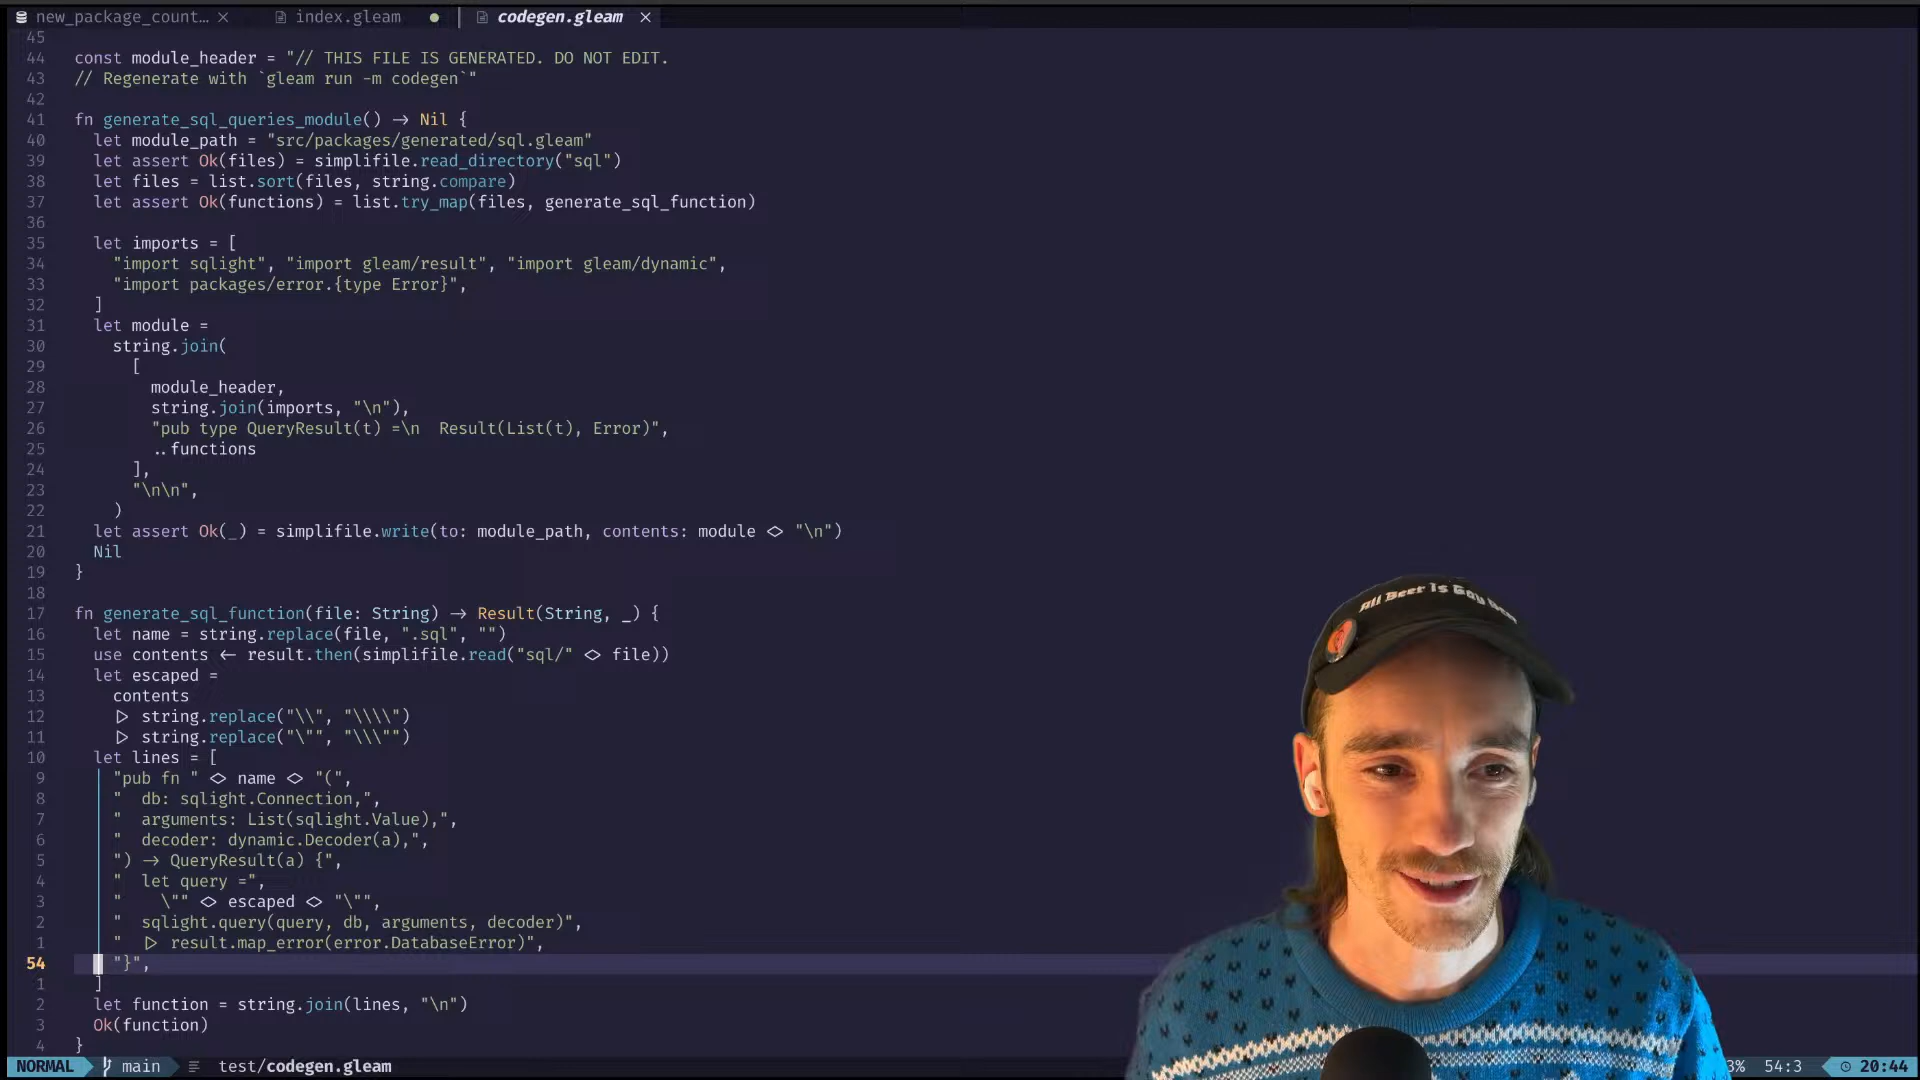 new_package_count... ✕ index.gleam ● codegen.gleam ✕
45
44 const module_header = "// THIS FILE IS GENERATED. DO NOT EDIT.
43 // Regenerate with `gleam run -m codegen`"
42
41 fn generate_sql_queries_module() -> Nil {
40   let module_path = "src/packages/generated/sql.gleam"
39   let assert Ok(files) = simplifile.read_directory("sql")
38   let files = list.sort(files, string.compare)
37   let assert Ok(functions) = list.try_map(files, generate_sql_function)
36
35   let imports = [
34     "import sqlight", "import gleam/result", "import gleam/dynamic",
33     "import packages/error.{type Error}",
32   ]
31   let module =
30     string.join(
29       [
28         module_header,
27         string.join(imports, "\n"),
26         "pub type QueryResult(t) =\n  Result(List(t), Error)",
25         ..functions
24       ],
23       "\n\n",
22     )
21   let assert Ok(_) = simplifile.write(to: module_path, contents: module <> "\n")
20   Nil
19 }
18
17 fn generate_sql_function(file: String) -> Result(String, _) {
16   let name = string.replace(file, ".sql", "")
15   use contents <- result.then(simplifile.read("sql/" <> file))
14   let escaped =
13     contents
12     |> string.replace("\\", "\\\\")
11     |> string.replace("\"", "\\\"")
10   let lines = [
9     "pub fn " <> name <> "(",
8     "  db: sqlight.Connection,",
7     "  arguments: List(sqlight.Value),",
6     "  decoder: dynamic.Decoder(a),",
5     ") -> QueryResult(a) {",
4     "  let query =",
3     "    \"" <> escaped <> "\"",
2     "  sqlight.query(query, db, arguments, decoder)",
1     "  |> result.map_error(error.DatabaseError)",
54     "}",
1   ]
2   let function = string.join(lines, "\n")
3   Ok(function)
4 }
All Beer Is Gay
NORMAL main test/codegen.gleam 3% 54:3 20:44